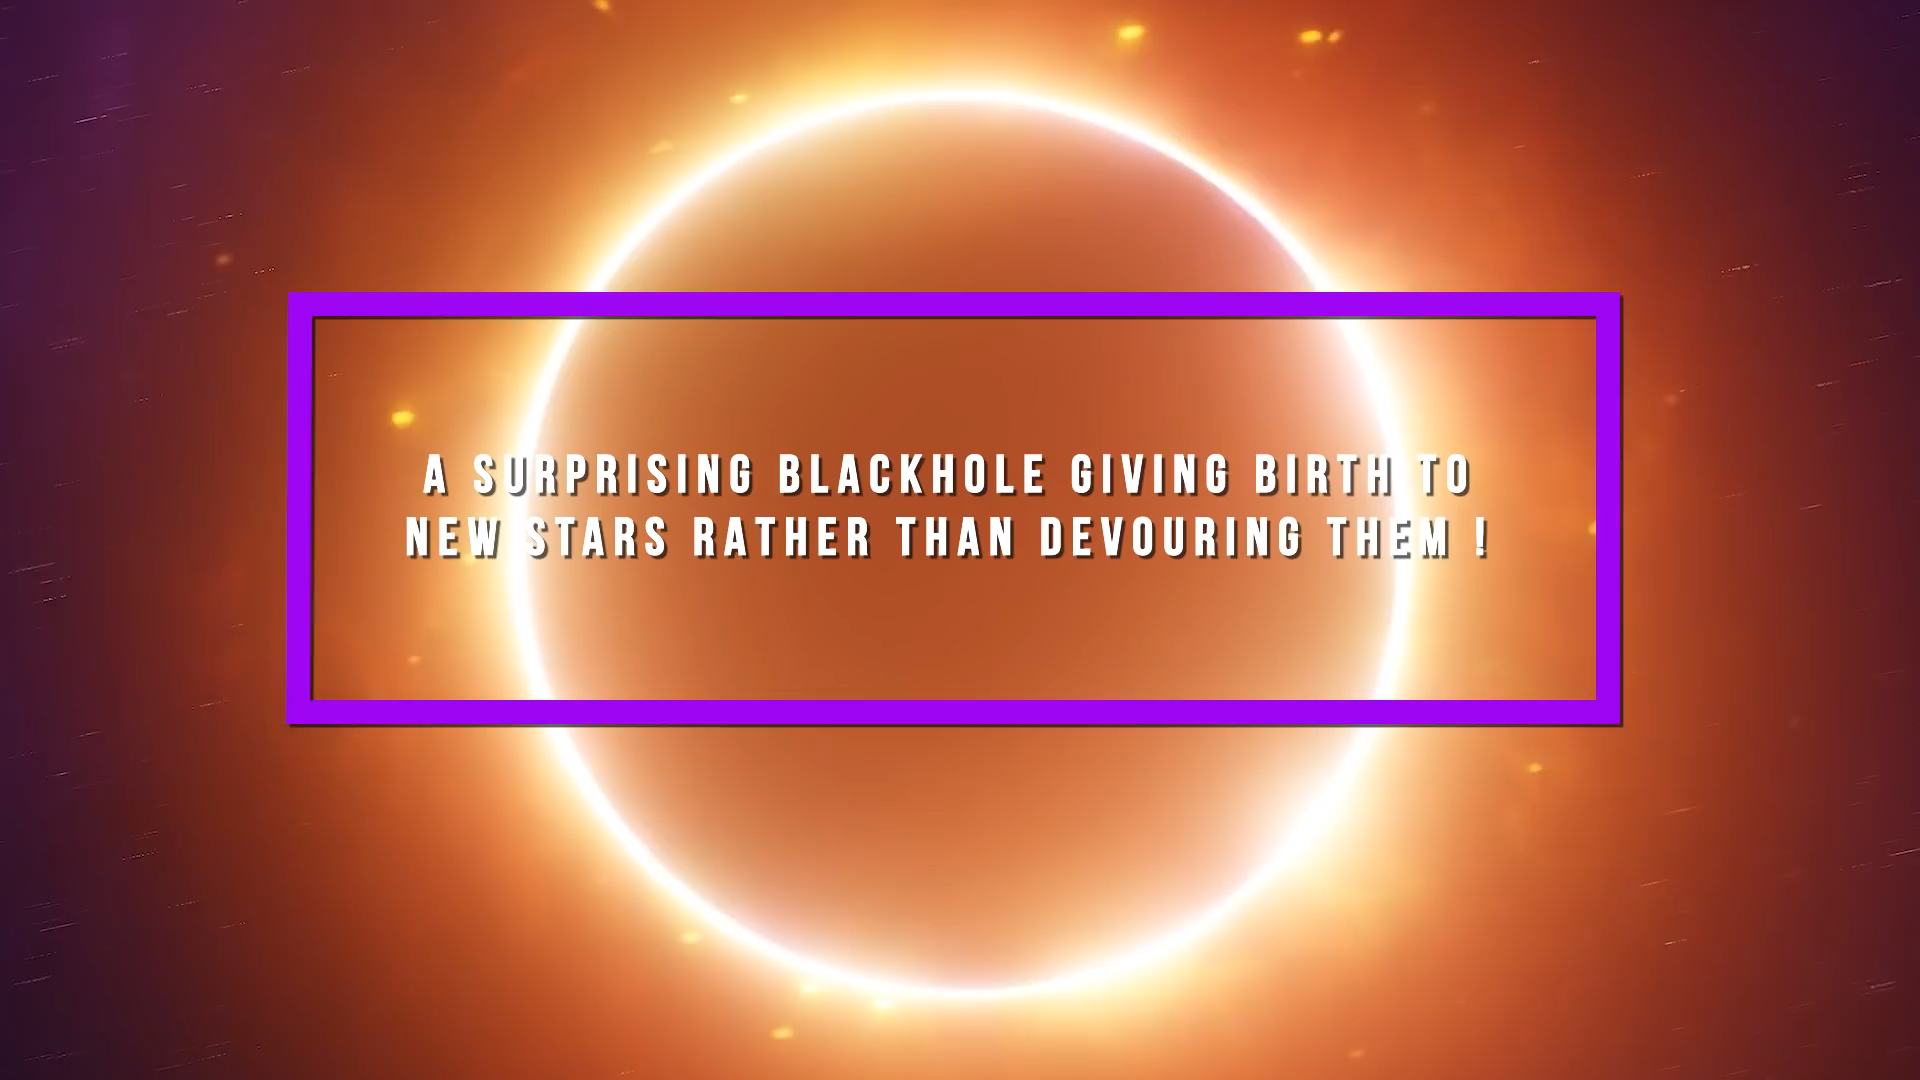 A SURPRISING BLACKHOLE GIVING BIRTH TO
NEW STARS RATHER THAN DEVOURING THEM !